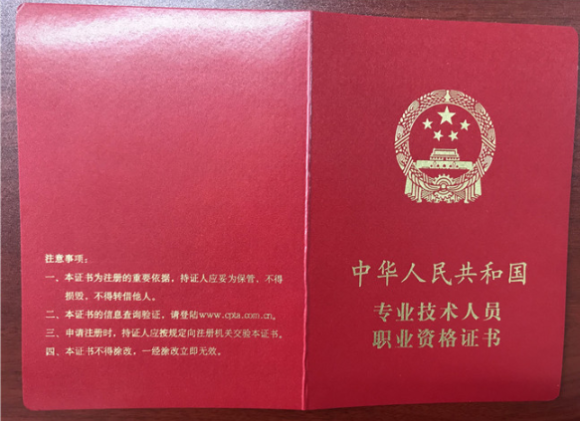 注意事项：
一、本证书为注册的重要依据，持证人应妥为保管、不得
损毁、不得转借他人。
二、本证书的信息查询验证，请登陆www.cpta.com.cn。
三、申请注册时，持证人应按规定向注册机关交验本证书。
四、本证书不得涂改，一经涂改立即无效。
中华人民共和国
专业技术人员
职业资格证书